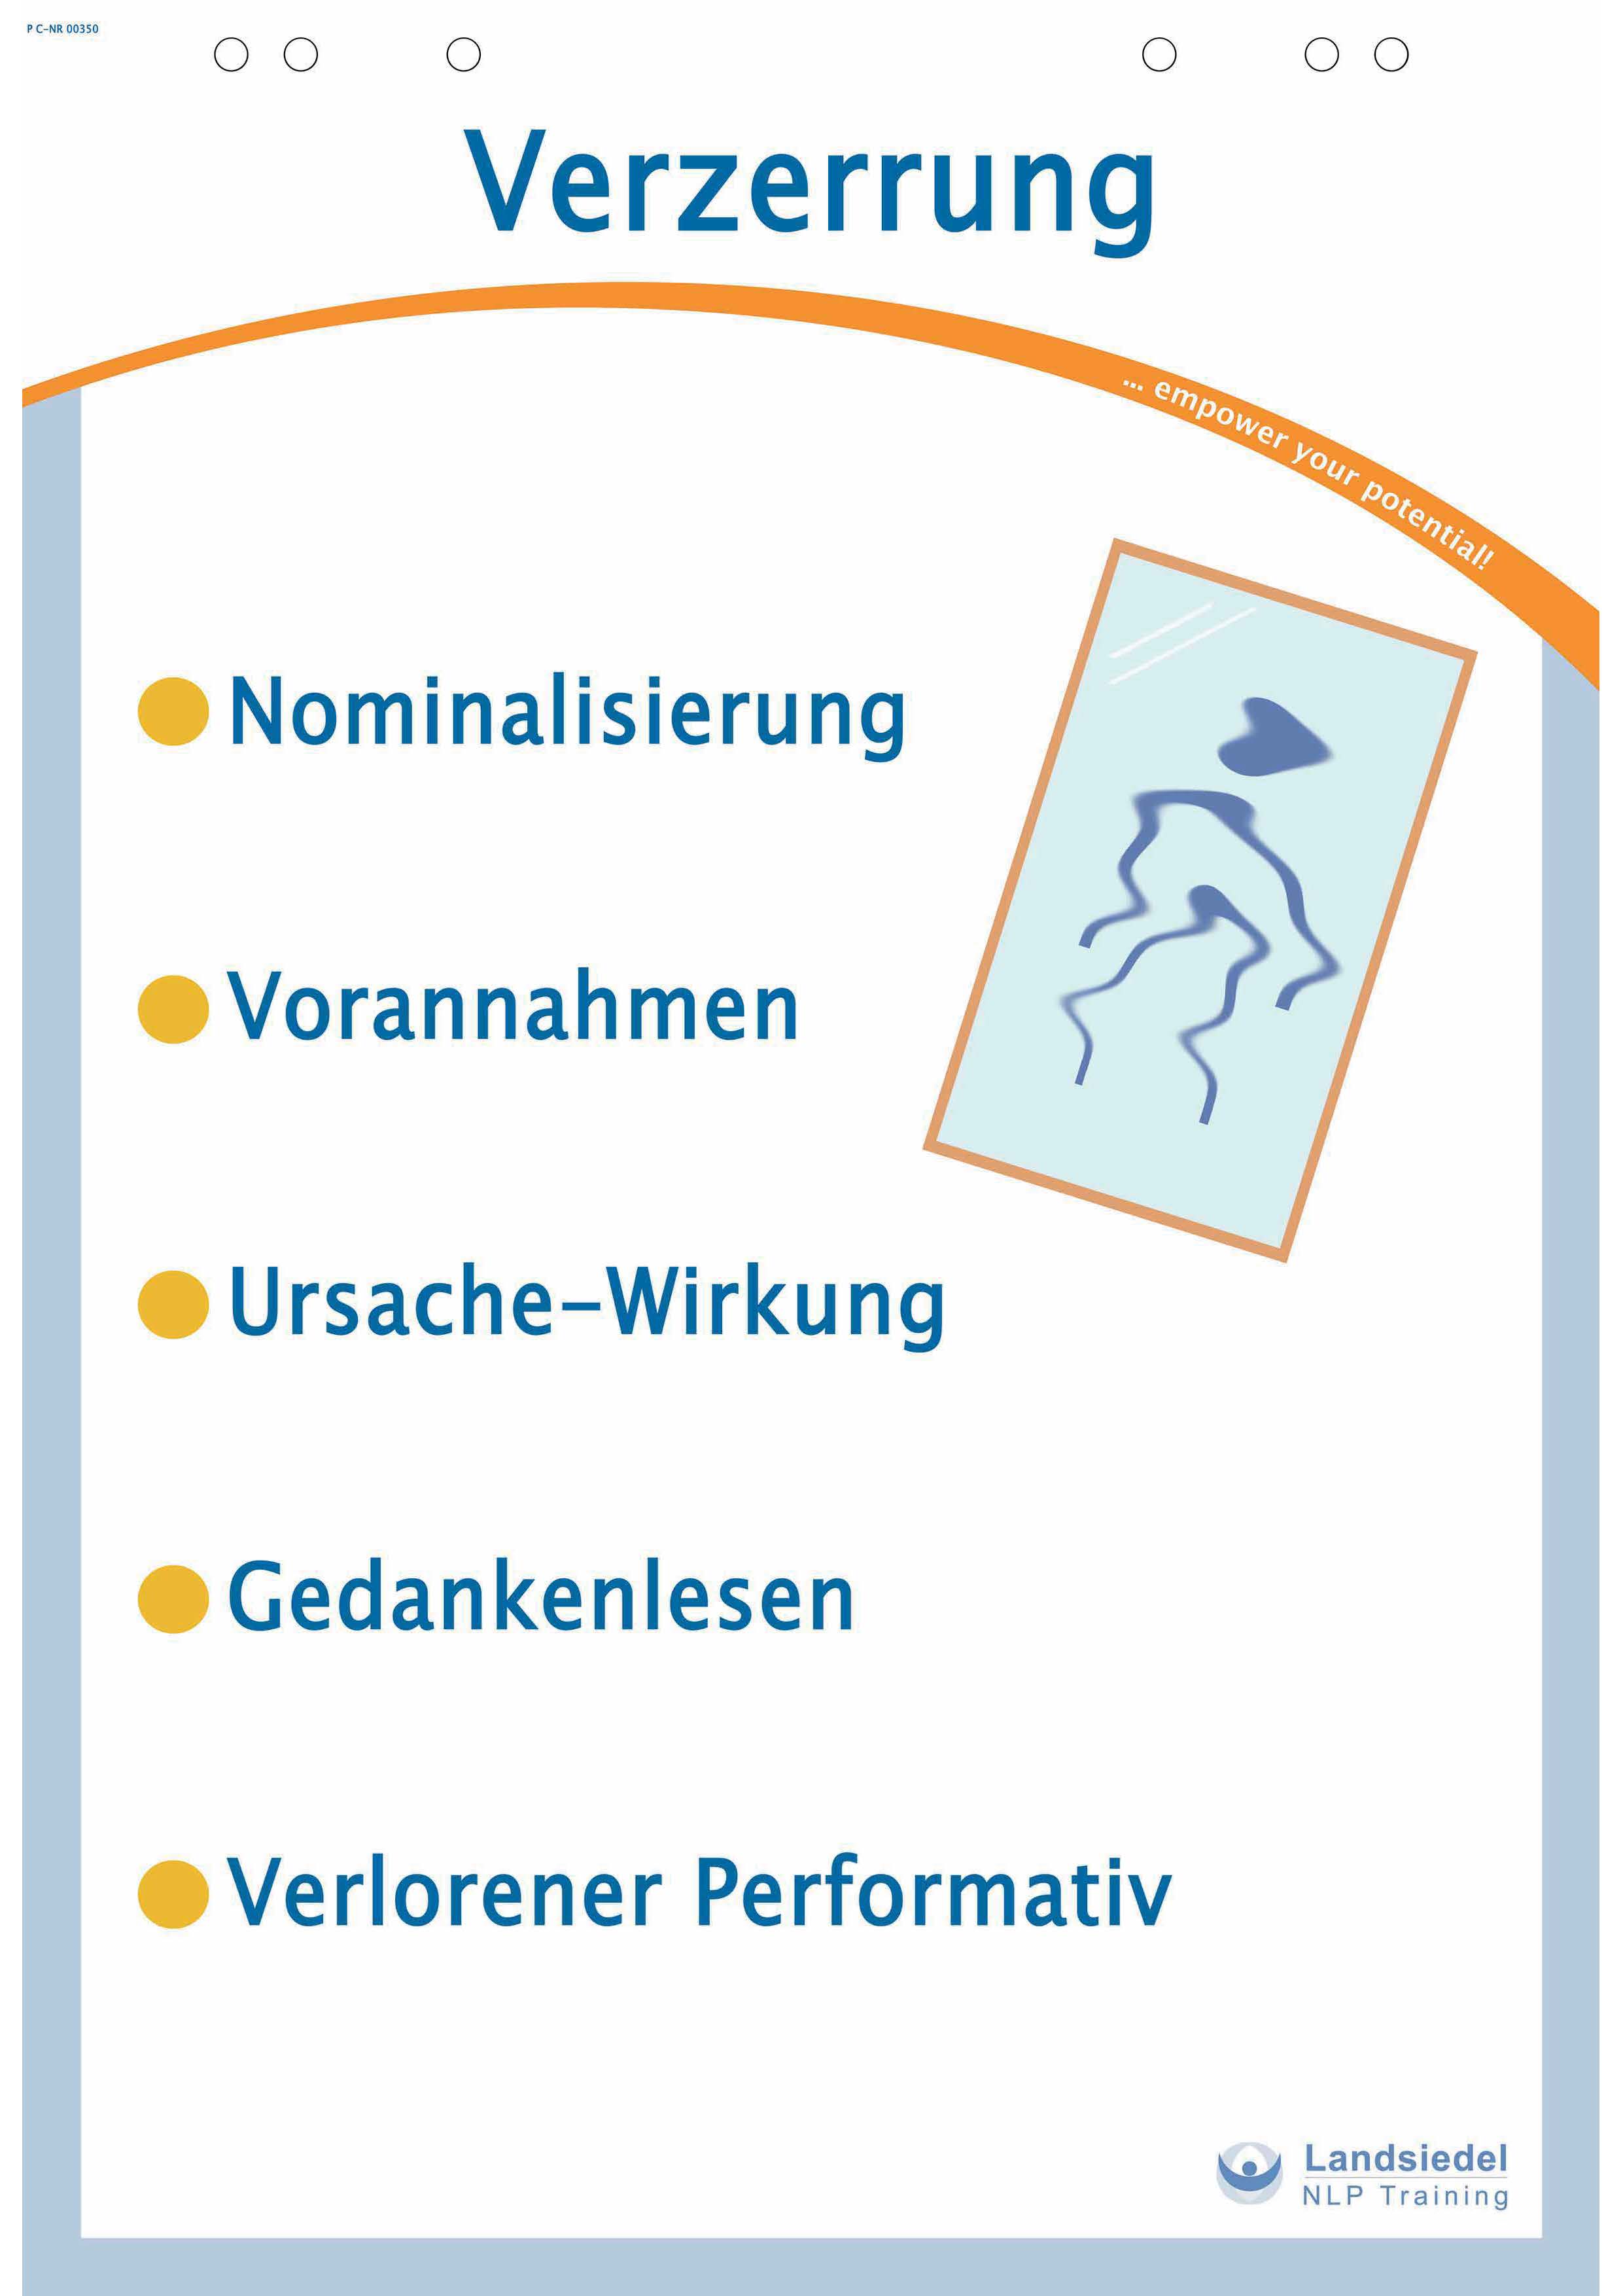 P C-NR 00350
Verzerrung
... empower your potential!
Nominalisierung
Vorannahmen
Ursache-Wirkung
Gedankenlesen
Verlorener Performativ
Landsiedel
NLP Training